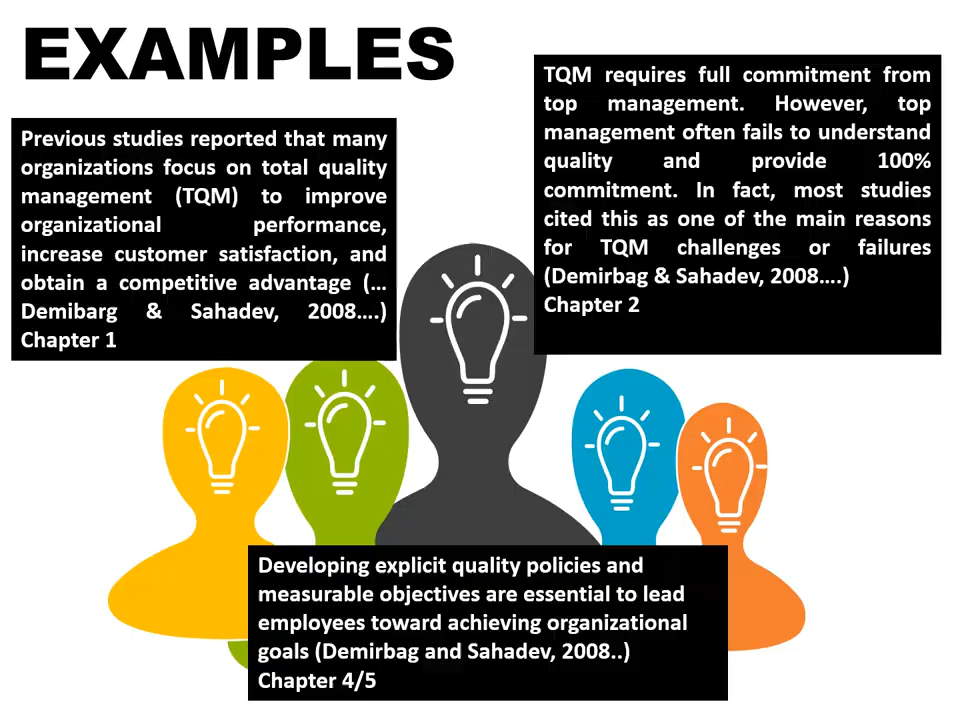 EXAMPLES
Previous studies reported that many
organizations focus on total quality
management (TQM) to improve
organizational performance,
increase customer satisfaction, and
obtain a competitive advantage (…
Demibarg & Sahadev, 2008….)
Chapter 1
TQM requires full commitment from
top management. However, top
management often fails to understand
quality and provide 100%
commitment. In fact, most studies
cited this as one of the main reasons
for TQM challenges or failures
(Demirbag & Sahadev, 2008….)
Chapter 2
Developing explicit quality policies and
measurable objectives are essential to lead
employees toward achieving organizational
goals (Demirbag and Sahadev, 2008..)
Chapter 4/5